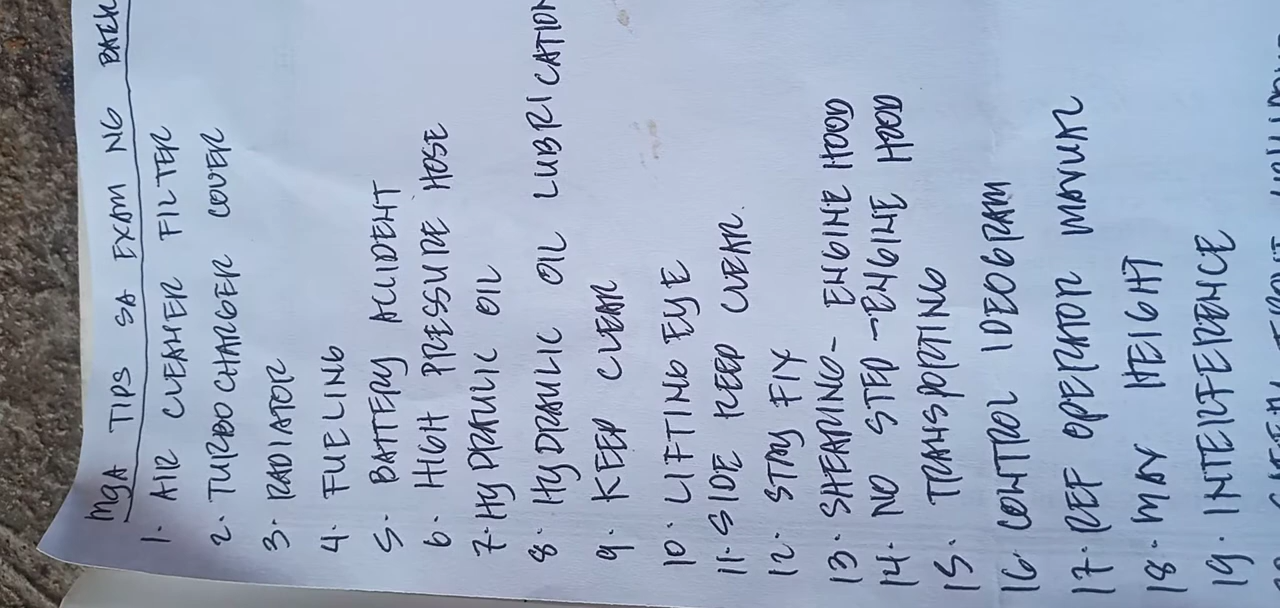 MGA TIPS SA EXAM NG BACK
1. AIR CLEANER FILTER
2. TURBO CHARGER COVER
3. RADIATOR
4. FUELING
5. BATTERY ACCIDENT
6. HIGH PRESSURE HOSE
7. HYDRAULIC OIL
8. HYDRAULIC OIL LUBRICATION
9. KEEP CLEAR
10. LIFTING EYE
11. SIDE KEEP CLEAR.
12. STAY FIX
13. SHEARING - ENGINE HOOD
14. NO STEP - ENGINE HOOD
15. TRANSPORTING
16 CONTROL IDEOGRAM
17. REF OPERATOR MANUAL
18. MAX HEIGHT
19. INTERFERENCE